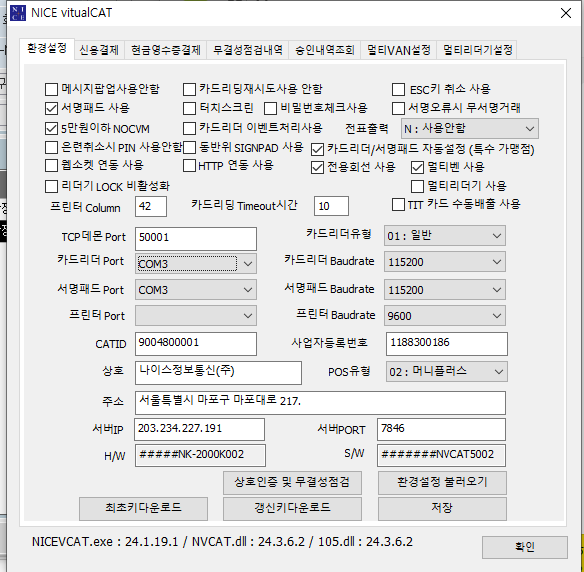 NICE vitualCAT
환경설정 신용결제 현금영수증결제 무결성점검내역 승인내역조회 멀티VAN설정 멀티리더기설정
메시지팝업사용안함 카드리딩재시도사용 안함 ESC키 취소 사용
서명패드 사용 터치스크린 비밀번호체크사용 서명오류시 무서명거래
5만원이하 NOCVM 카드리더 이벤트처리사용 전표출력 N : 사용안함
은련취소시 PIN 사용안함 동반위 SIGNPAD 사용 카드리더/서명패드 자동설정 (특수 가맹점)
웹소켓 연동 사용 HTTP 연동 사용 전용회선 사용 멀티벤 사용
리더기 LOCK 비활성화 멀티리더기 사용
프린터 Column 42 카드리딩 Timeout시간 10 TIT 카드 수동배출 사용
TCP데몬 Port 50001 카드리더유형 01 : 일반
카드리더 Port COM3 카드리더 Baudrate 115200
서명패드 Port COM3 서명패드 Baudrate 115200
프린터 Port 프린터 Baudrate 9600
CATID 9004800001 사업자등록번호 1188300186
상호 나이스정보통신(주) POS유형 02 : 머니플러스
주소 서울특별시 마포구 마포대로 217.
서버IP 203.234.227.191 서버PORT 7846
H/W #####NK-2000K002 S/W #######NVCAT5002
상호인증 및 무결성점검 환경설정 불러오기
최초키다운로드 갱신키다운로드 저장
NICEVCAT.exe : 24.1.19.1 / NVCAT.dll : 24.3.6.2 / 105.dll : 24.3.6.2
확인